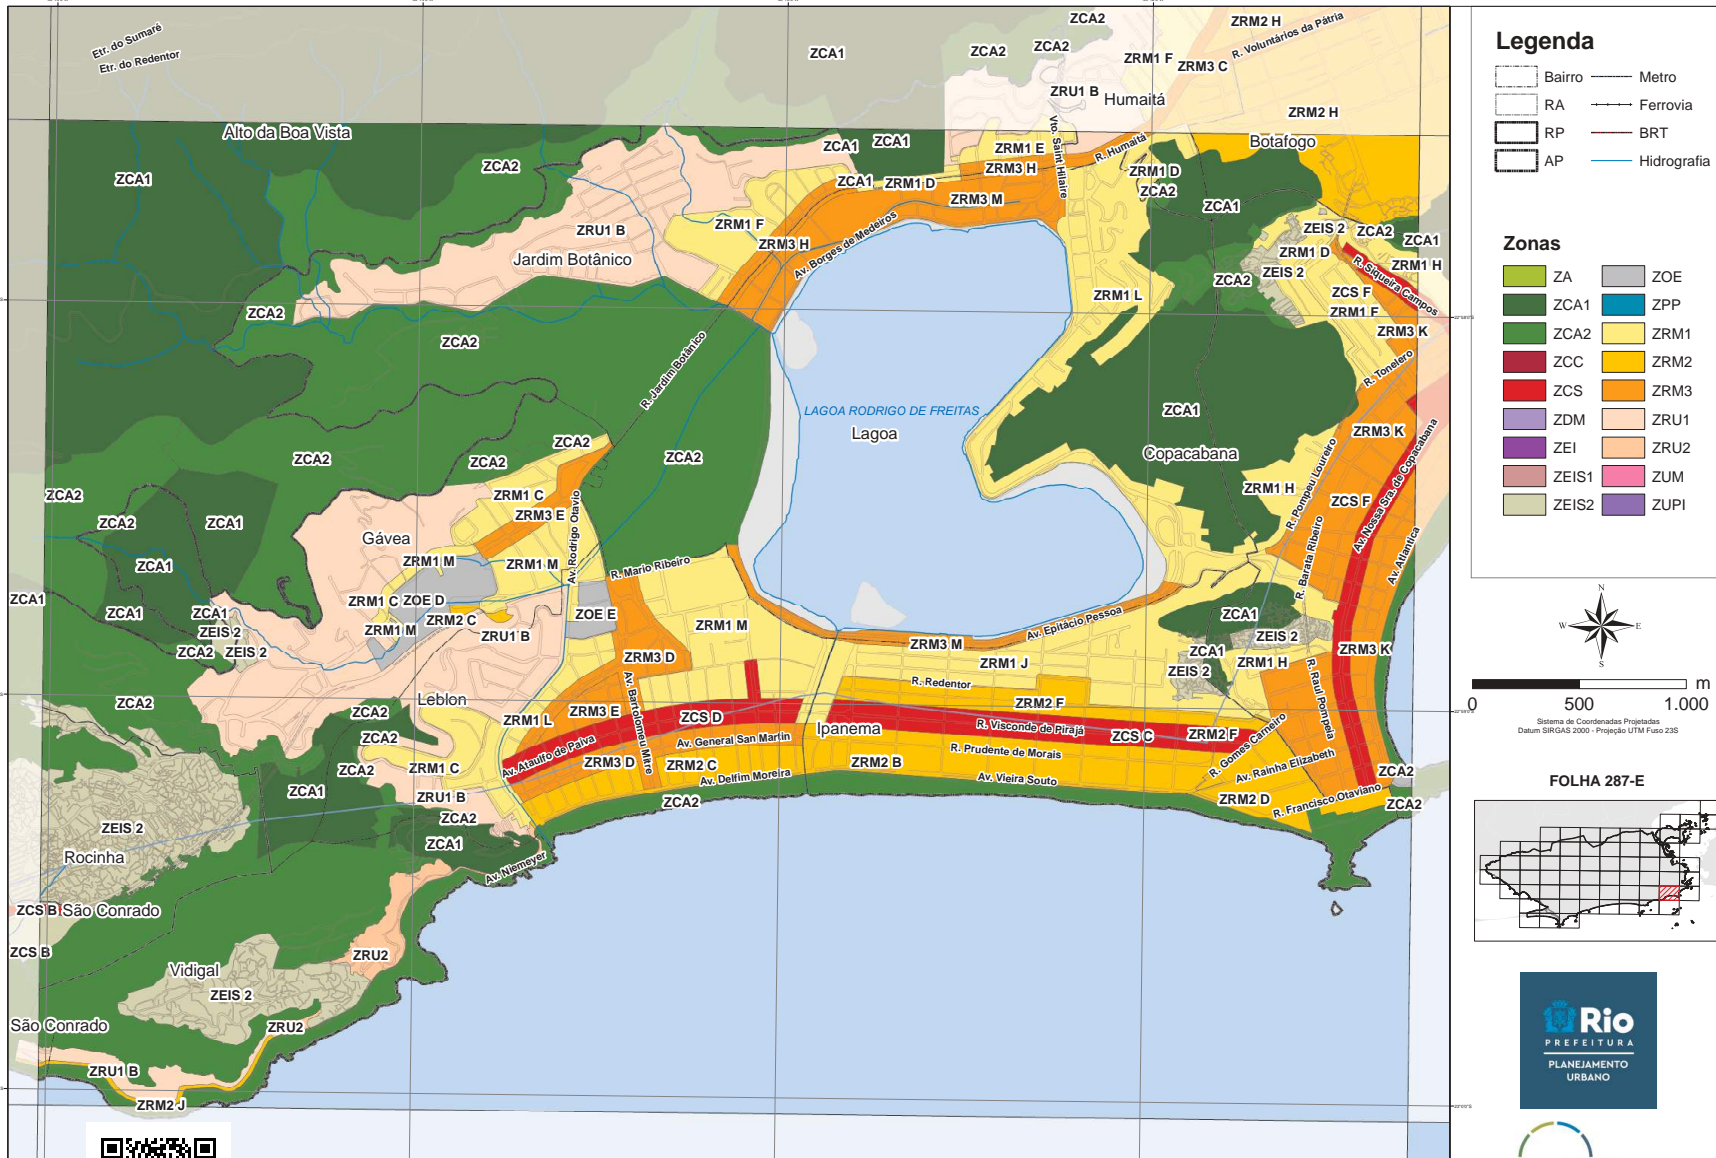 ZCA2
ZRM2 H
Etr. do Sumaré
Etr. do Redentor
ZCA1
ZCA2
ZCA2
ZRM1 F
ZRM3 C
R. Voluntários da Pátria
ZRU1 B
Humaitá
ZRM2 H
Alto da Boa Vista
Vto. Saint Hilaire
Botafogo
ZCA1
ZCA1
ZRM1 E
R. Humaitá
ZCA2
ZRM3 H
ZRM1 D
ZCA1
ZCA1
ZRM1 D
ZCA2
ZRM3 M
ZCA1
ZRM1 F
ZRU1 B
ZEIS 2
ZCA2
ZCA1
ZRM3 H
Av. Borges de Medeiros
ZRM1 D
Jardim Botânico
ZEIS 2
R. Siqueira Campos
ZRM1 H
ZCA2
ZRM1 L
ZCS F
ZCA2
ZRM1 F
ZRM3 K
ZCA2
R. Jardim Botânico
R. Tonelero
LAGOA RODRIGO DE FREITAS
Lagoa
ZCA1
ZRM3 K
ZCA2
Copacabana
ZCA2
ZCA2
ZCA2
ZCA2
R. Pompeu Loureiro
ZRM1 H
Av. Nossa Sra. de Copacabana
ZCA2
ZRM1 C
ZCS F
ZRM3 E
Av. Rodrigo Otavio
ZCA2
ZCA1
Gávea
R. Barata Ribeiro
Av. Atlantica
ZCA1
ZRM1 M
ZRM1 M
R. Mario Ribeiro
ZCA1
ZCA1
ZCA1
ZRM1 C
ZOE D
ZOE E
ZCA1
ZRM2 C
ZEIS 2
ZRM1 M
ZRU1 B
ZRM1 M
Av. Epitácio Pessoa
ZEIS 2
ZCA2
ZEIS 2
ZRM3 M
ZCA1
ZRM3 K
ZRM3 D
ZRM1 J
ZEIS 2
ZRM1 H
R. Redentor
R. Raul Pompela
Leblon
Av. Bartolomeu Mitre
ZCA2
ZCA2
ZRM3 E
ZRM2 F
ZRM1 L
ZCS D
Ipanema
R. Visconde de Pirajá
ZCS C
ZRM2 F
ZCA2
Av. General San Martin
R. Gomes Carneiro
Av. Ataulfo de Paiva
R. Prudente de Morais
ZRM1 C
ZCA2
ZRM3 D
ZRM2 C
ZRM2 B
Av. Rainha Elizabeth
Av. Delfim Moreira
Av. Vieira Souto
ZCA2
ZCA1
ZRU1 B
ZCA2
ZRM2 D
R. Francisco Otaviano
ZCA2
ZCA2
ZEIS 2
ZCA1
Rocinha
Av. Niemeyer
ZCS B
São Conrado
ZCS B
ZRU2
Vidigal
ZEIS 2
São Conrado
ZRU2
ZRU1 B
ZRM2 J
Legenda
Bairro
Metro
RA
Ferrovia
RP
BRT
AP
Hidrografia
Zonas
ZA
ZOE
ZCA1
ZPP
ZCA2
ZRM1
ZCC
ZRM2
ZCS
ZRM3
ZDM
ZRU1
ZEI
ZRU2
ZEIS1
ZUM
ZEIS2
ZUPI
N
W
E
S
m
0
500
1.000
Sistema de Coordenadas Projetadas
Datum SIRGAS 2000 - Projeção UTM Fuso 23S
FOLHA 287-E
Rio
PREFEITURA
PLANEJAMENTO
URBANO